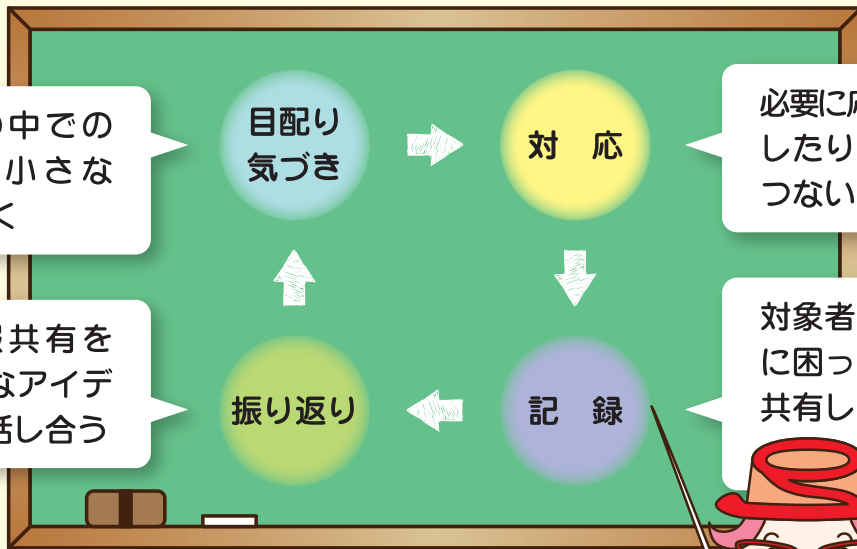 の中での
小さな
く
目配り
気づき
対　応
必要に応
したり
つない
報共有を
なアイデ
話し合う
振り返り
記　録
対象者
に困っ
共有し